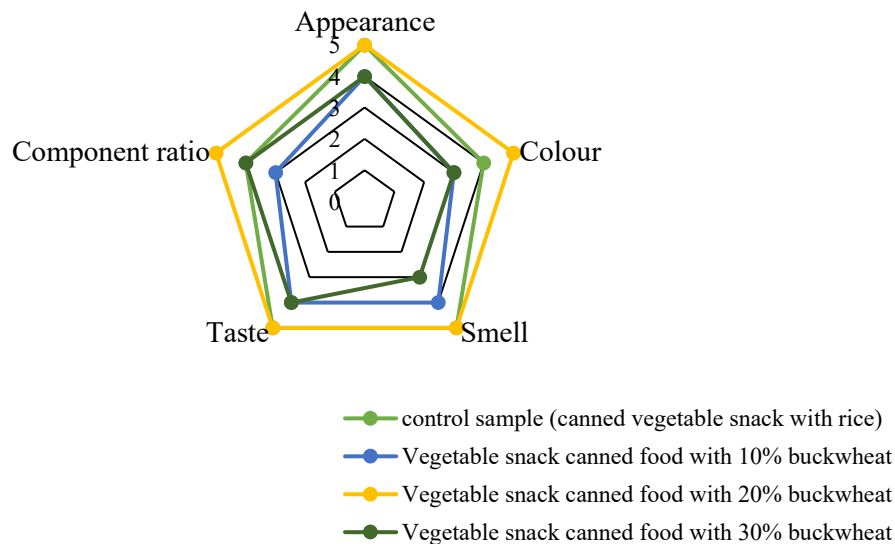 Appearance
5
4
3
2
1
0
Component ratio
Colour
Taste
Smell
control sample (canned vegetable snack with rice)
Vegetable snack canned food with 10% buckwheat
Vegetable snack canned food with 20% buckwheat
Vegetable snack canned food with 30% buckwheat